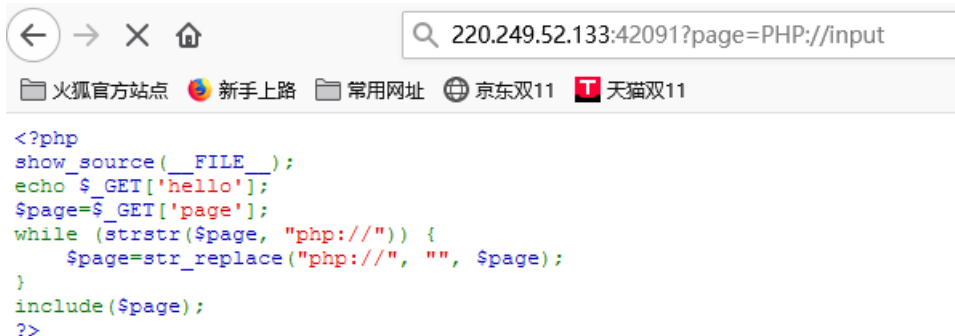 220.249.52.133:42091?page=PHP://input
火狐官方站点 新手上路 常用网址 京东双11 T 天猫双11
<?php
show_source(__FILE__);
echo $_GET['hello'];
$page=$_GET['page'];
while (strstr($page, "php://")) {
    $page=str_replace("php://", "", $page);
}
include($page);
?>